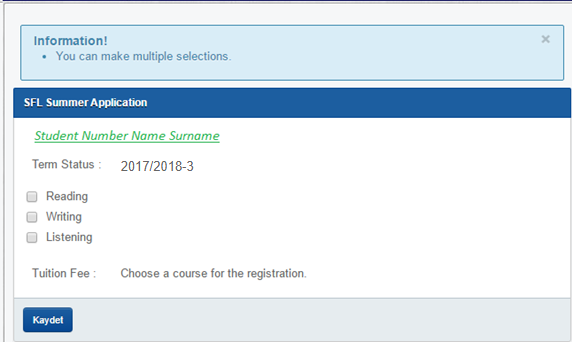 Information!
• You can make multiple selections.
×
SFL Summer Application
Student Number Name Surname
Term Status : 2017/2018-3
Reading
Writing
Listening
Tuition Fee : Choose a course for the registration.
Kaydet